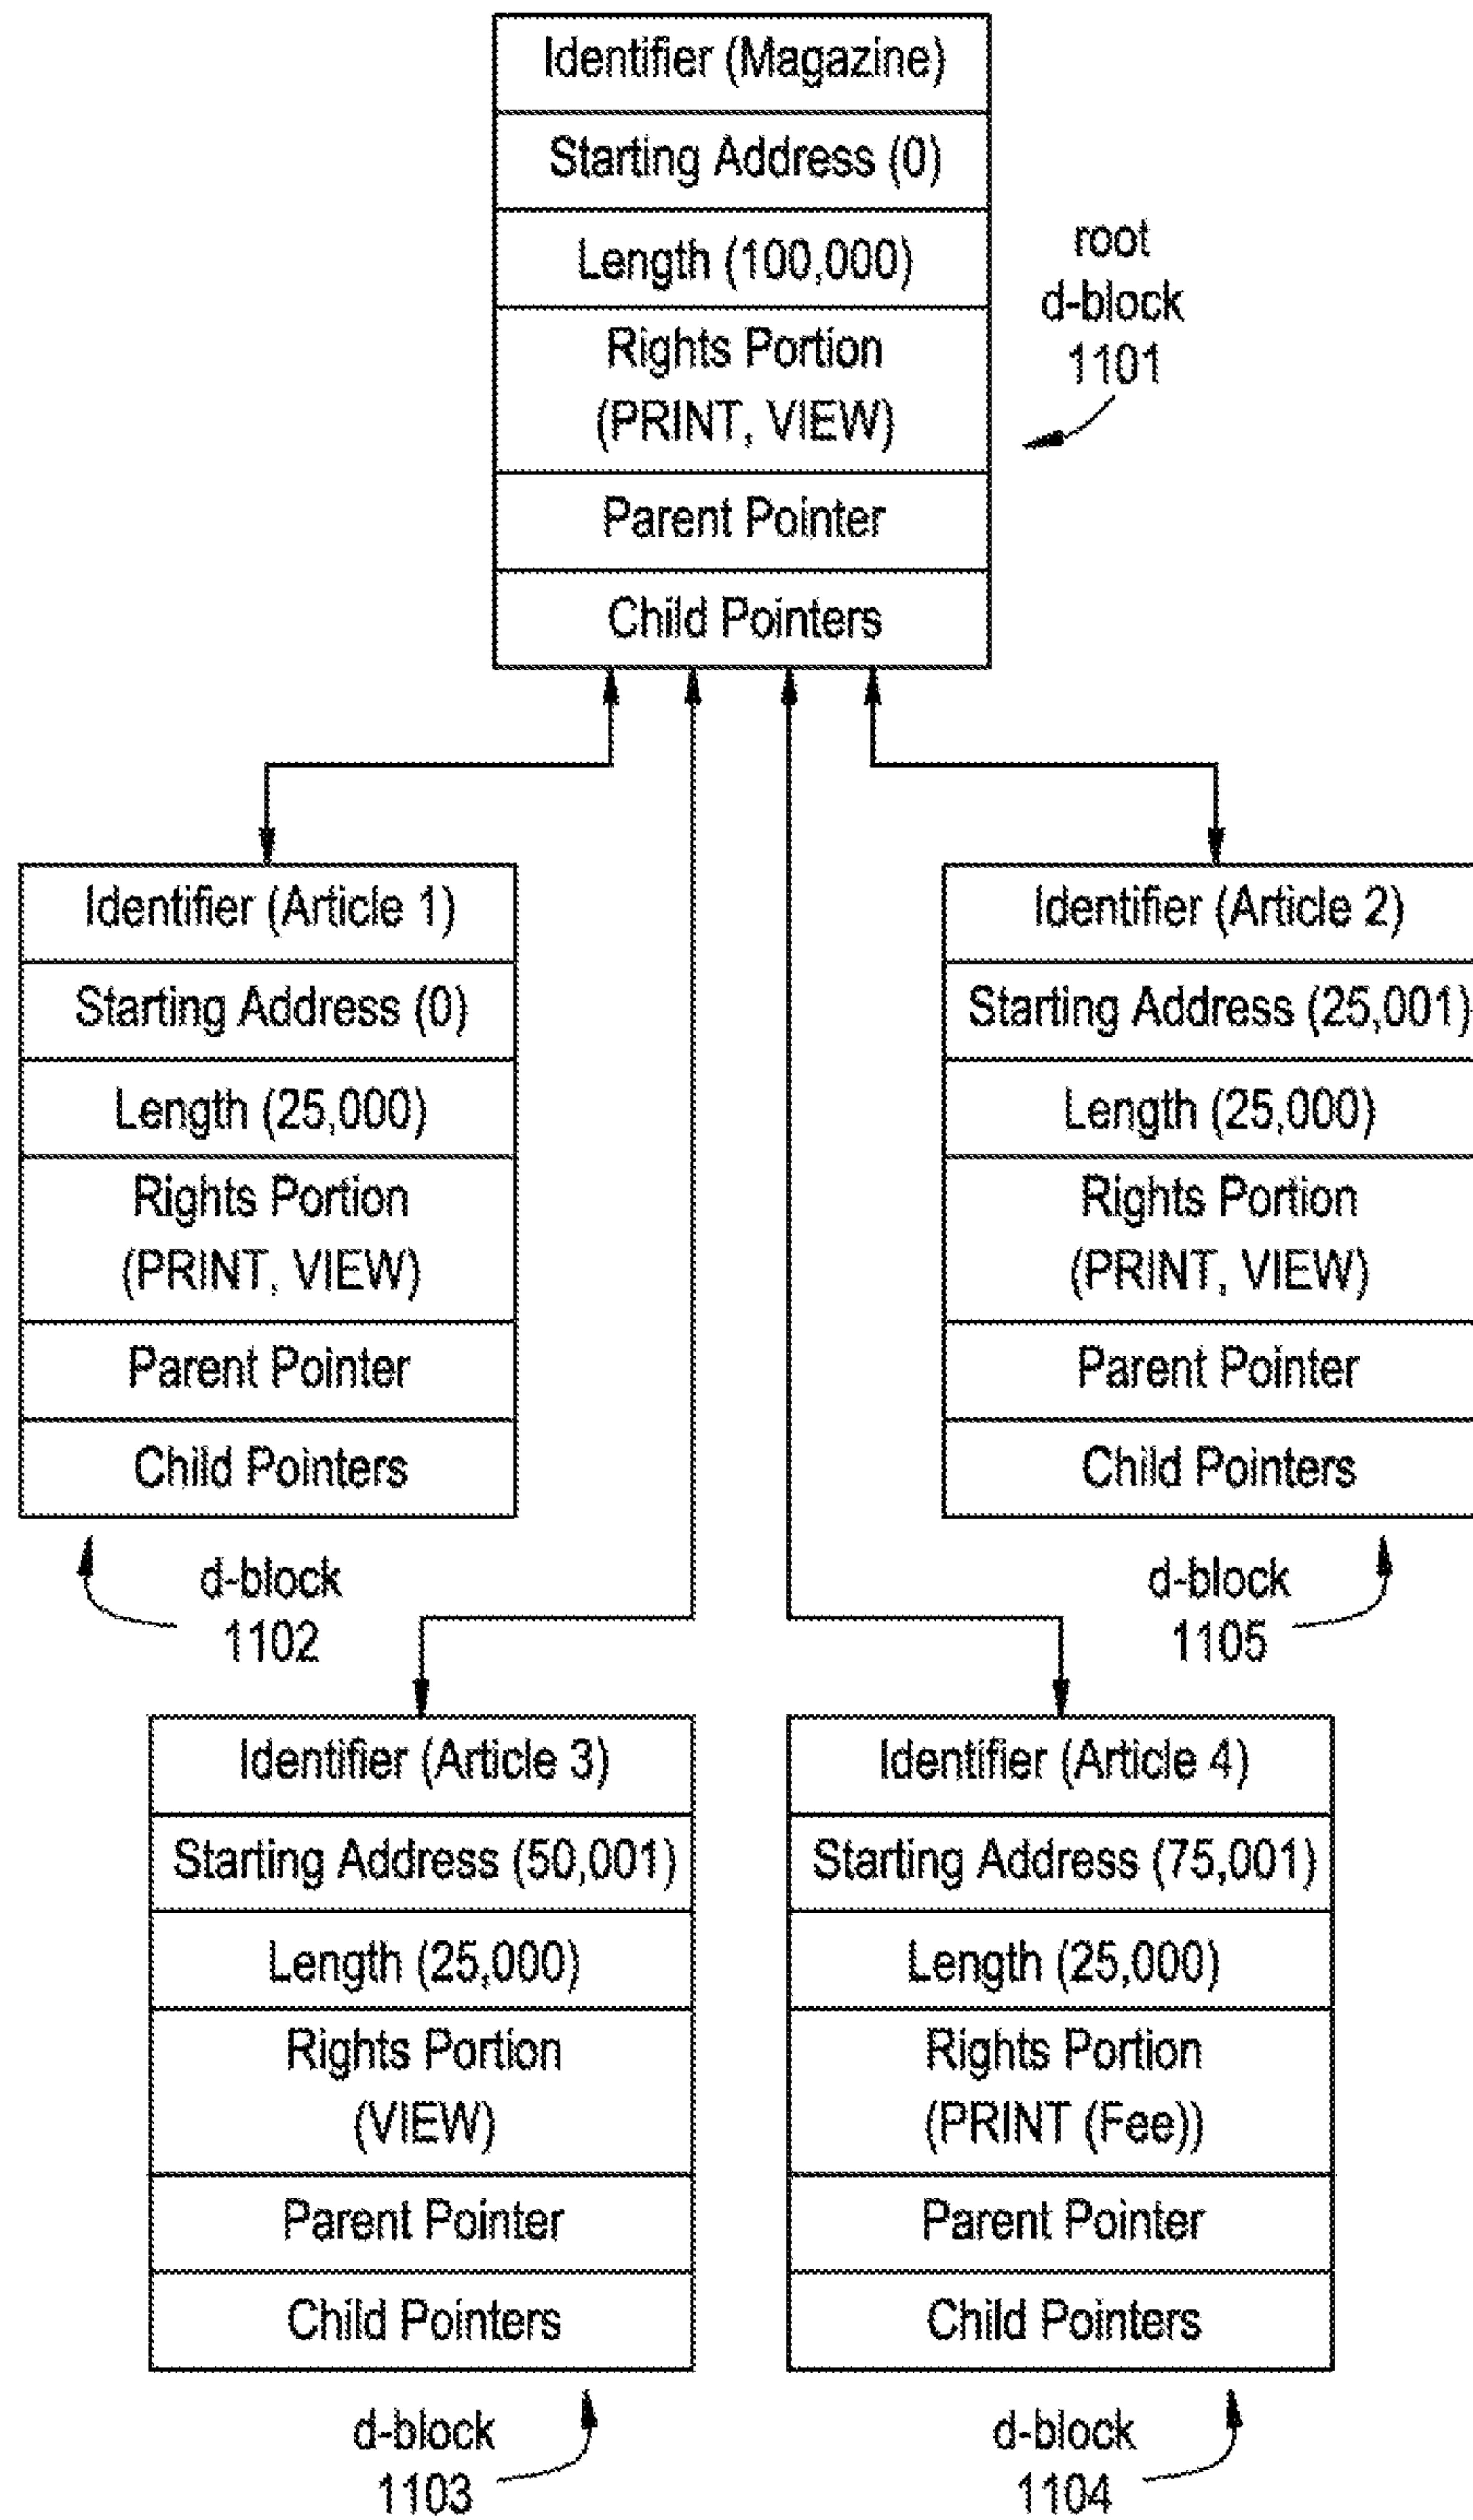 Identifier (Magazine)
Starting Address (0)
Length (100,000)
Rights Portion
(PRINT, VIEW)
Parent Pointer
Child Pointers
root
d-block
1101
Identifier (Article 1)
Starting Address (0)
Length (25,000)
Rights Portion
(PRINT, VIEW)
Parent Pointer
Child Pointers
d-block
1102
Identifier (Article 2)
Starting Address (25,001)
Length (25,000)
Rights Portion
(PRINT, VIEW)
Parent Pointer
Child Pointers
d-block
1105
Identifier (Article 3)
Starting Address (50,001)
Length (25,000)
Rights Portion
(VIEW)
Parent Pointer
Child Pointers
d-block
1103
Identifier (Article 4)
Starting Address (75,001)
Length (25,000)
Rights Portion
(PRINT (Fee))
Parent Pointer
Child Pointers
d-block
1104